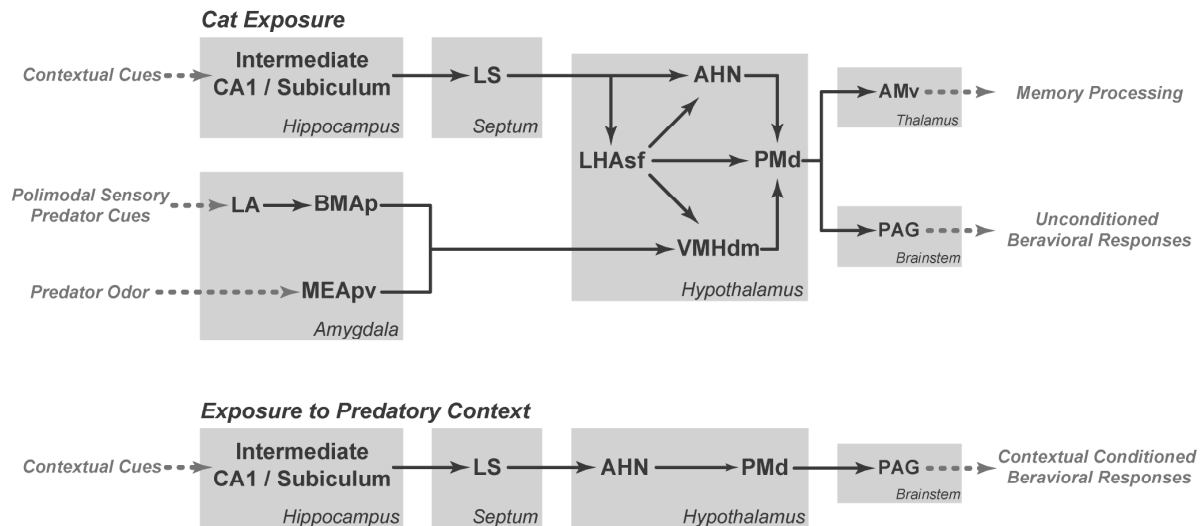 Cat Exposure
Contextual Cues
Intermediate
CA1 / Subiculum
Hippocampus
LS
Septum
AHN
LHAsf
PMd
VMHdm
Hypothalamus
AMv
Thalamus
Memory Processing
Polimodal Sensory
Predator Cues
LA
BMAp
Predator Odor
MEApv
Amygdala
PAG
Brainstem
Unconditioned
Beravioral Responses
Exposure to Predatory Context
Contextual Cues
Intermediate
CA1 / Subiculum
Hippocampus
LS
Septum
AHN
PMd
Hypothalamus
PAG
Brainstem
Contextual Conditioned
Beravioral Responses